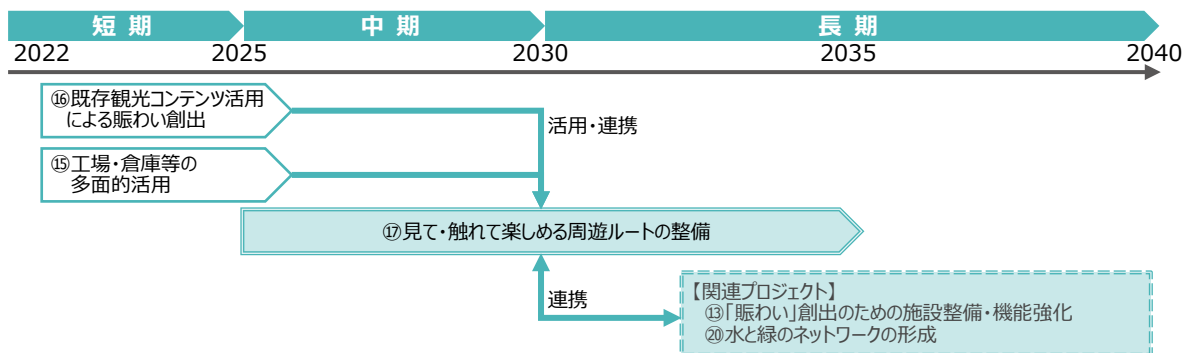 短 期
中 期
長 期
2022
2025
2030
2035
2040
⑯既存観光コンテンツ活用
による賑わい創出
活用・連携
⑮工場・倉庫等の
多面的活用
⑰見て・触れて楽しめる周遊ルートの整備
連携
【関連プロジェクト】
⑬「賑わい」創出のための施設整備・機能強化
⑳水と緑のネットワークの形成